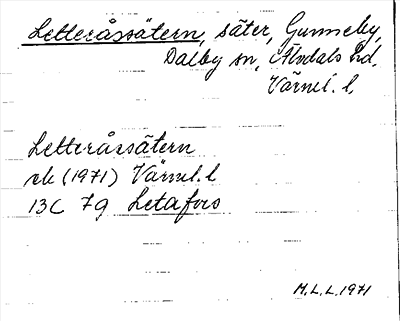 Letteråssätern, säter, Gunneby,
Dalby sn, Älvdals hd,
Värml. l.
Letteråssätern
ek (1971) Värml. l
13C 7g Letafors
M.L.L. 1971